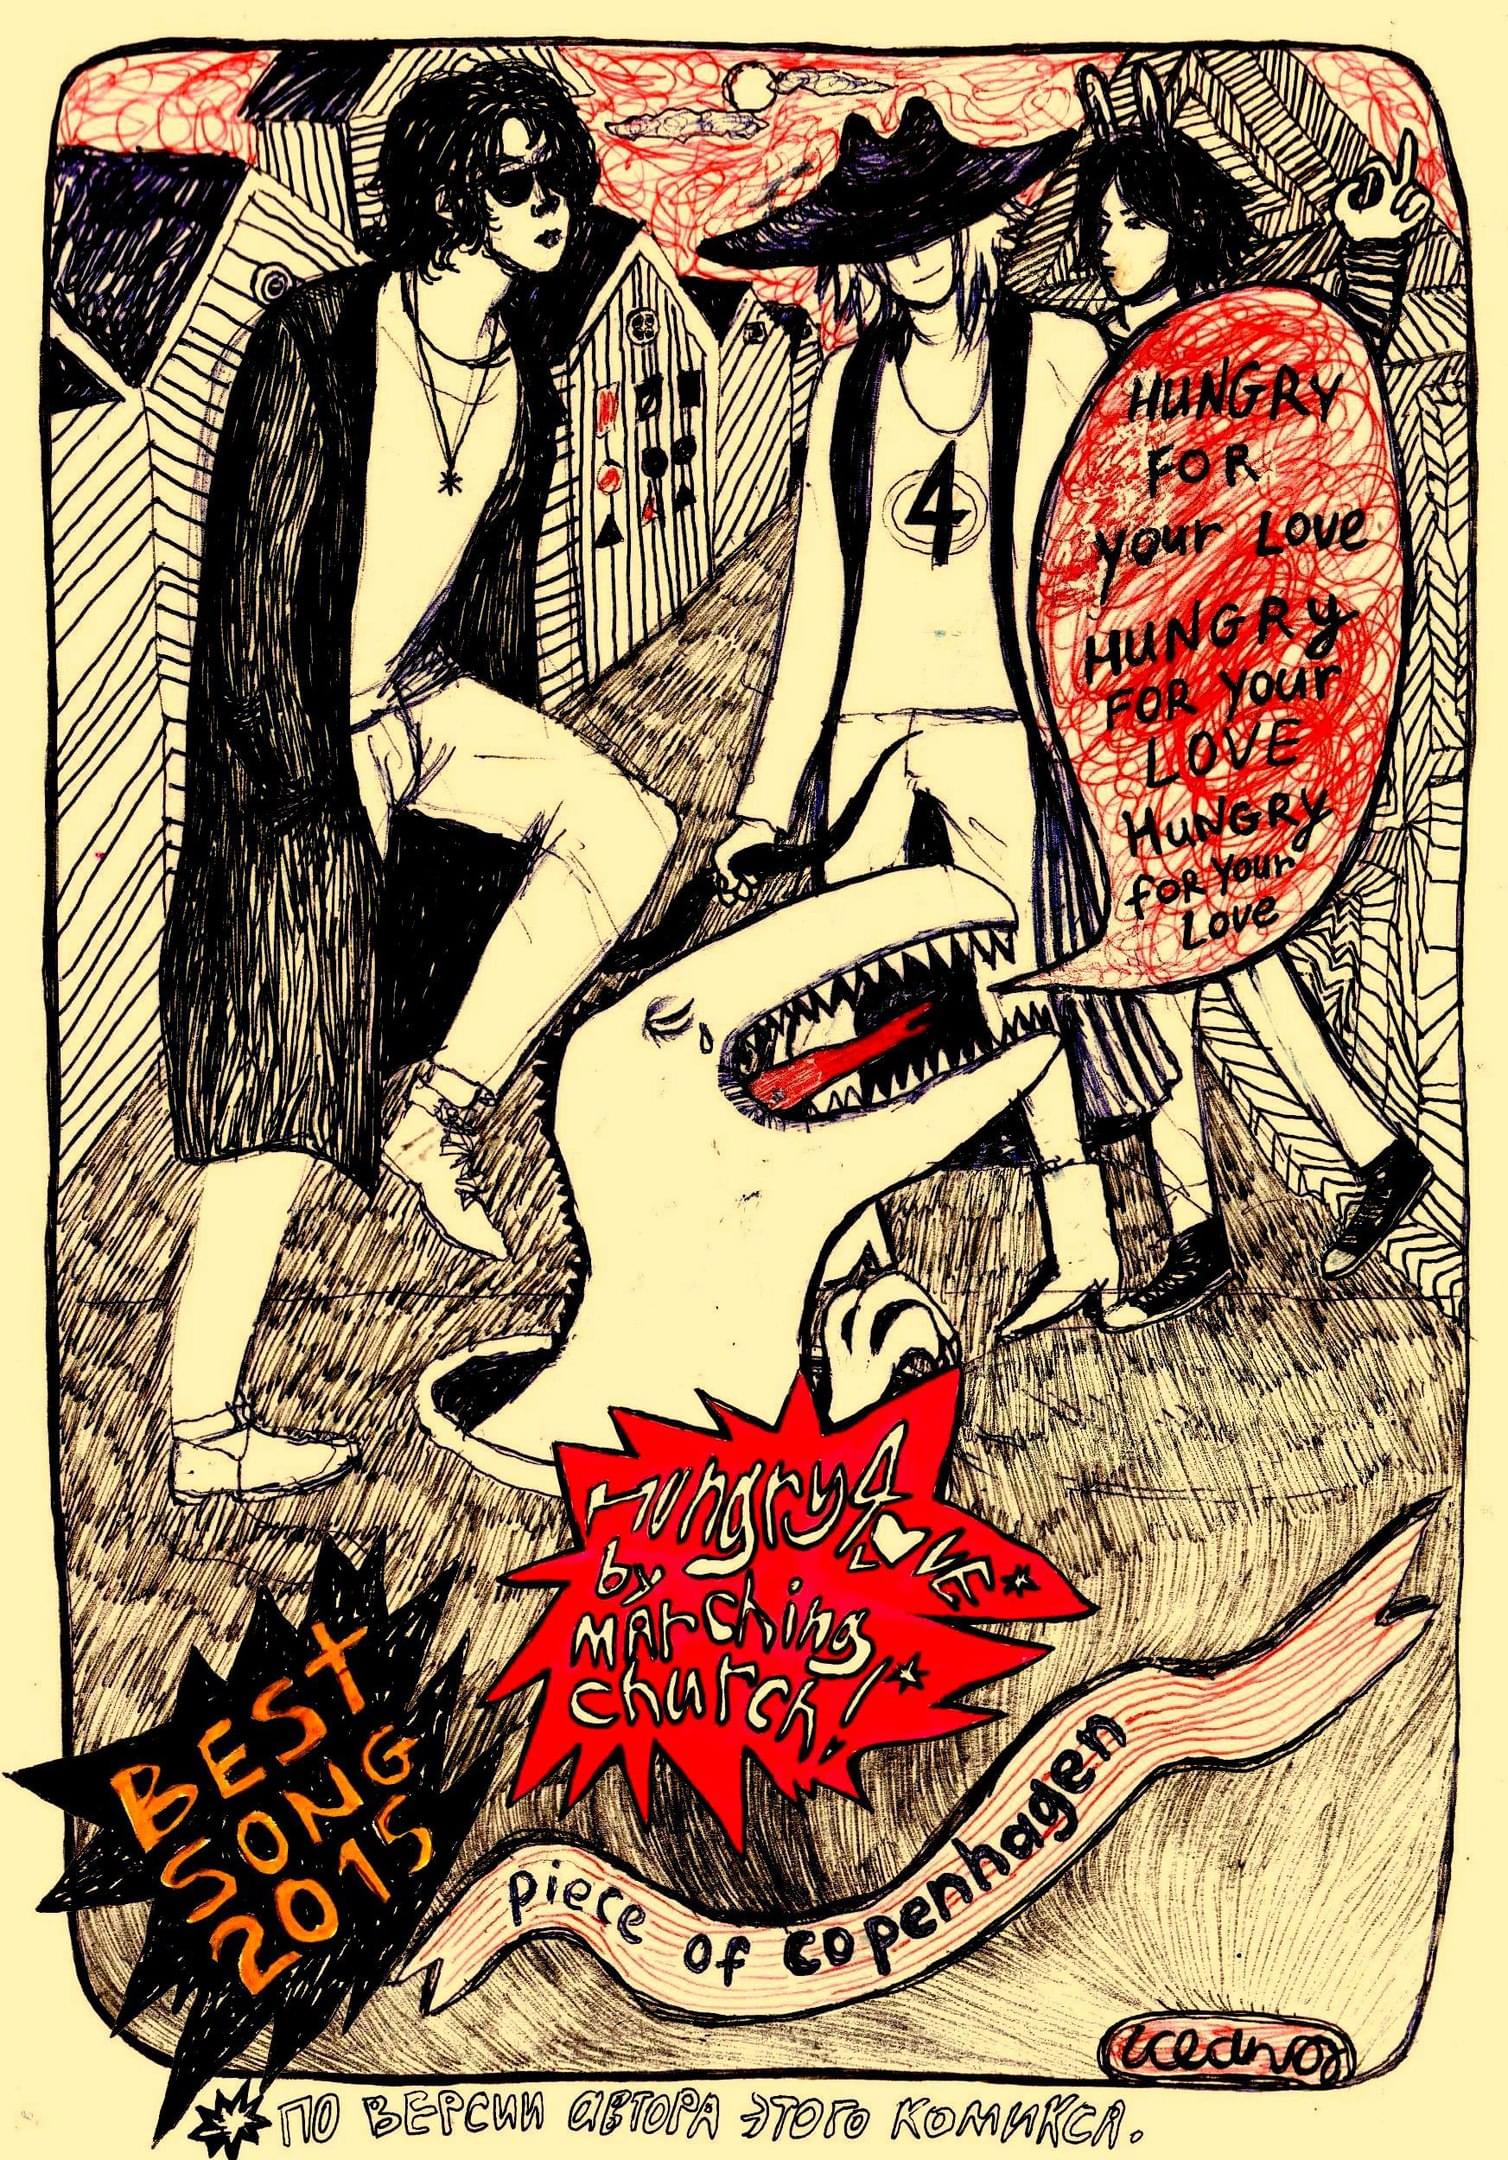 4
HUNGRY
FOR
your Love
HUNGRY
FOR your
LOVE
HUNGRY
for your
Love
Hungry 4
LOVE *
by
marching
church! *
BEST
SONG
2015
piece of copenhagen
ПО ВЕРСИИ АВТОРА ЭТОГО КОМИКСА.